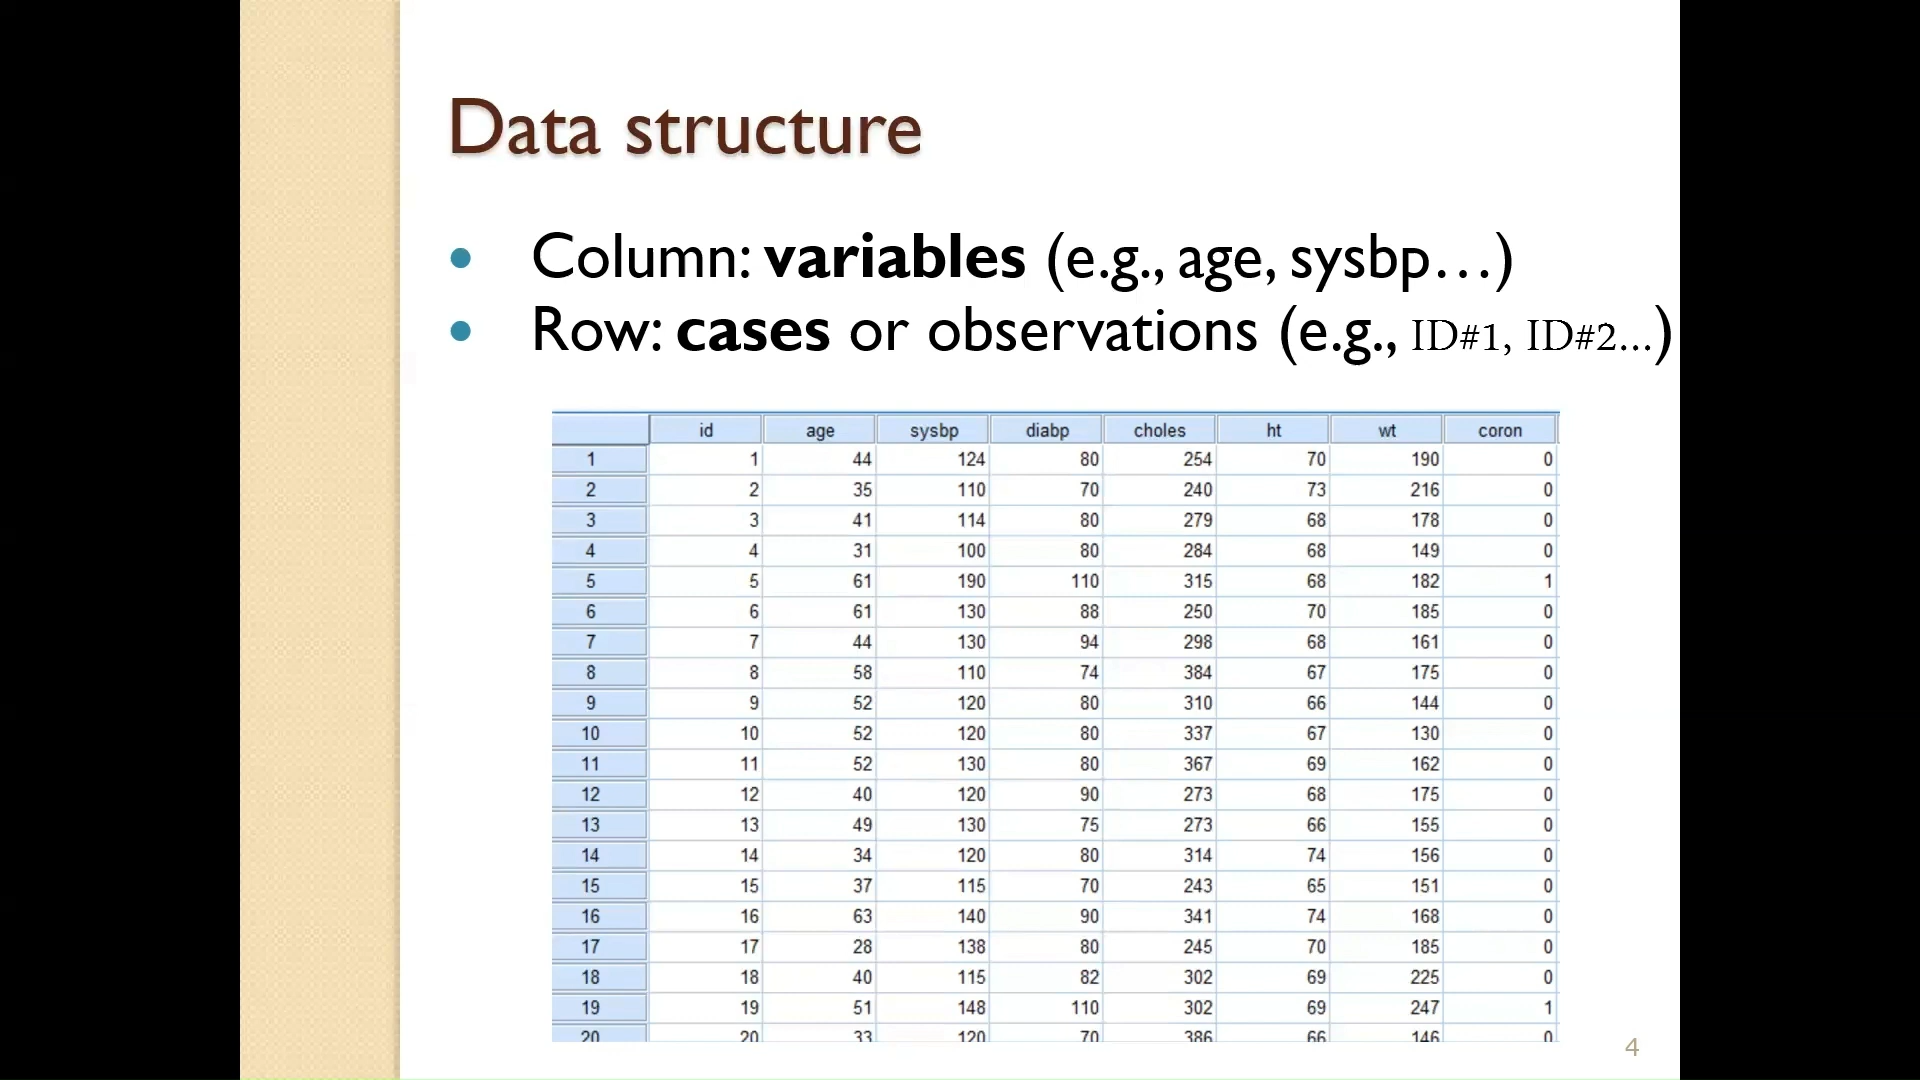 Data structure
• Column: variables (e.g., age, sysbp…)
• Row: cases or observations (e.g., ID#1, ID#2...)
id age sysbp diabp choles ht wt coron
1 1 44 124 80 254 70 190 0
2 2 35 110 70 240 73 216 0
3 3 41 114 80 279 68 178 0
4 4 31 100 80 284 68 149 0
5 5 61 190 110 315 68 182 1
6 6 61 130 88 250 70 185 0
7 7 44 130 94 298 68 161 0
8 8 58 110 74 384 67 175 0
9 9 52 120 80 310 66 144 0
10 10 52 120 80 337 67 130 0
11 11 52 130 80 367 69 162 0
12 12 40 120 90 273 68 175 0
13 13 49 130 75 273 66 155 0
14 14 34 120 80 314 74 156 0
15 15 37 115 70 243 65 151 0
16 16 63 140 90 341 74 168 0
17 17 28 138 80 245 70 185 0
18 18 40 115 82 302 69 225 0
19 19 51 148 110 302 69 247 1
20 20 33 120 70 386 66 146 0
4